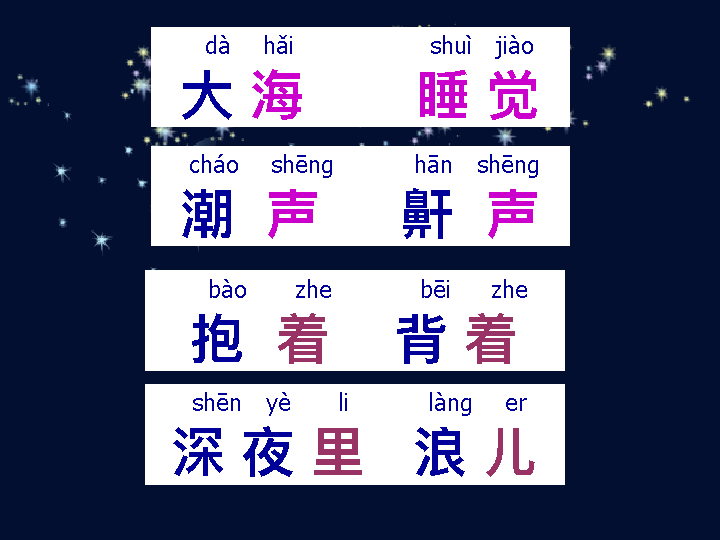 dà hǎi shuì jiào
大 海 睡 觉
cháo shēng hān shēng
潮 声 鼾 声
bào zhe bēi zhe
抱 着 背 着
shēn yè li làng er
深 夜 里 浪 儿